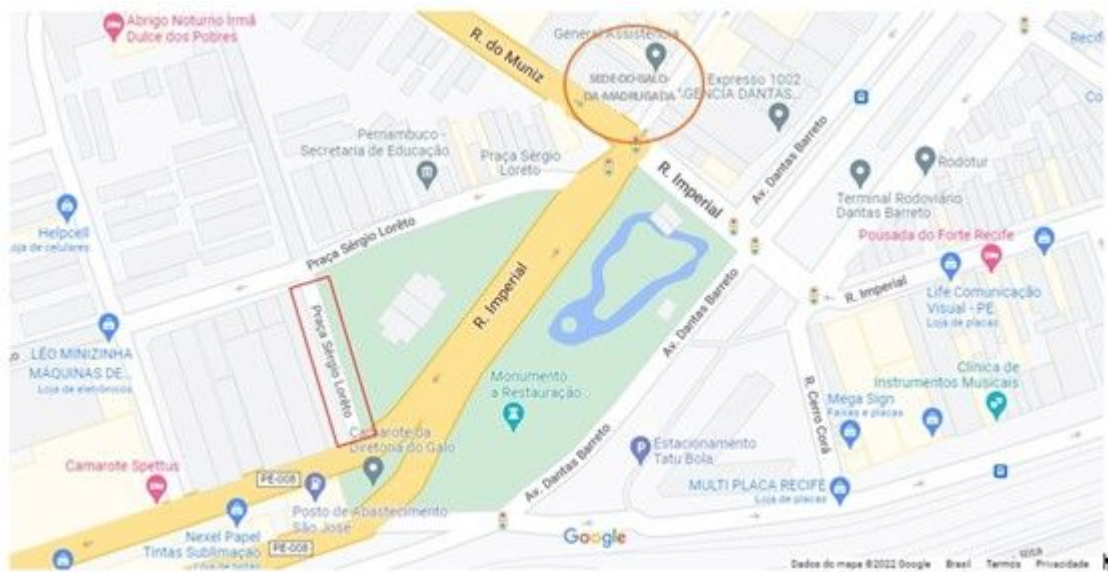 Abrigo Noturno Irmã
Dulce dos Pobres
R. do Muniz
General Assistência
SEDE-DO-GALO-
DA-MADRUGADA
Expresso 1002
DANTAS...
Recif
Co
Pernambuco -
Secretaria de Educação
Praça Sérgio
Loreto
R. Imperial
Av. Dantas Barreto
Rodotur
Terminal Rodoviário
Dantas Barreto
Helpcell
Loja de celulares
Praça Sérgio Lorêto
Pousada do Forte Recife
R. Imperial
R. Imperial
Life Comunicação
Visual - PE
Loja de placas
Praça Sérgio Lorêto
Av. Dantas Barreto
LÉO MINIZINHA
MÁQUINAS DE...
Loja de eletrônicos
Monumento
a Restauração
Clínica de
Instrumentos Musicais
R. Cerro Corá
Mega Sign
Faixas e placas
Camarote da
Diretoria do Galo
Av. Dantas Barreto
Estacionamento
Tatu Bola
Camarote Spettus
PE-008
MULTI PLACA RECIFE
Loja de placas
Posto de Abastecimento
São José
Nexel Papel
Tintas Sublimação
PE-008
Google
Dados do mapa ©2022 Google Brasil Termos Privacidade